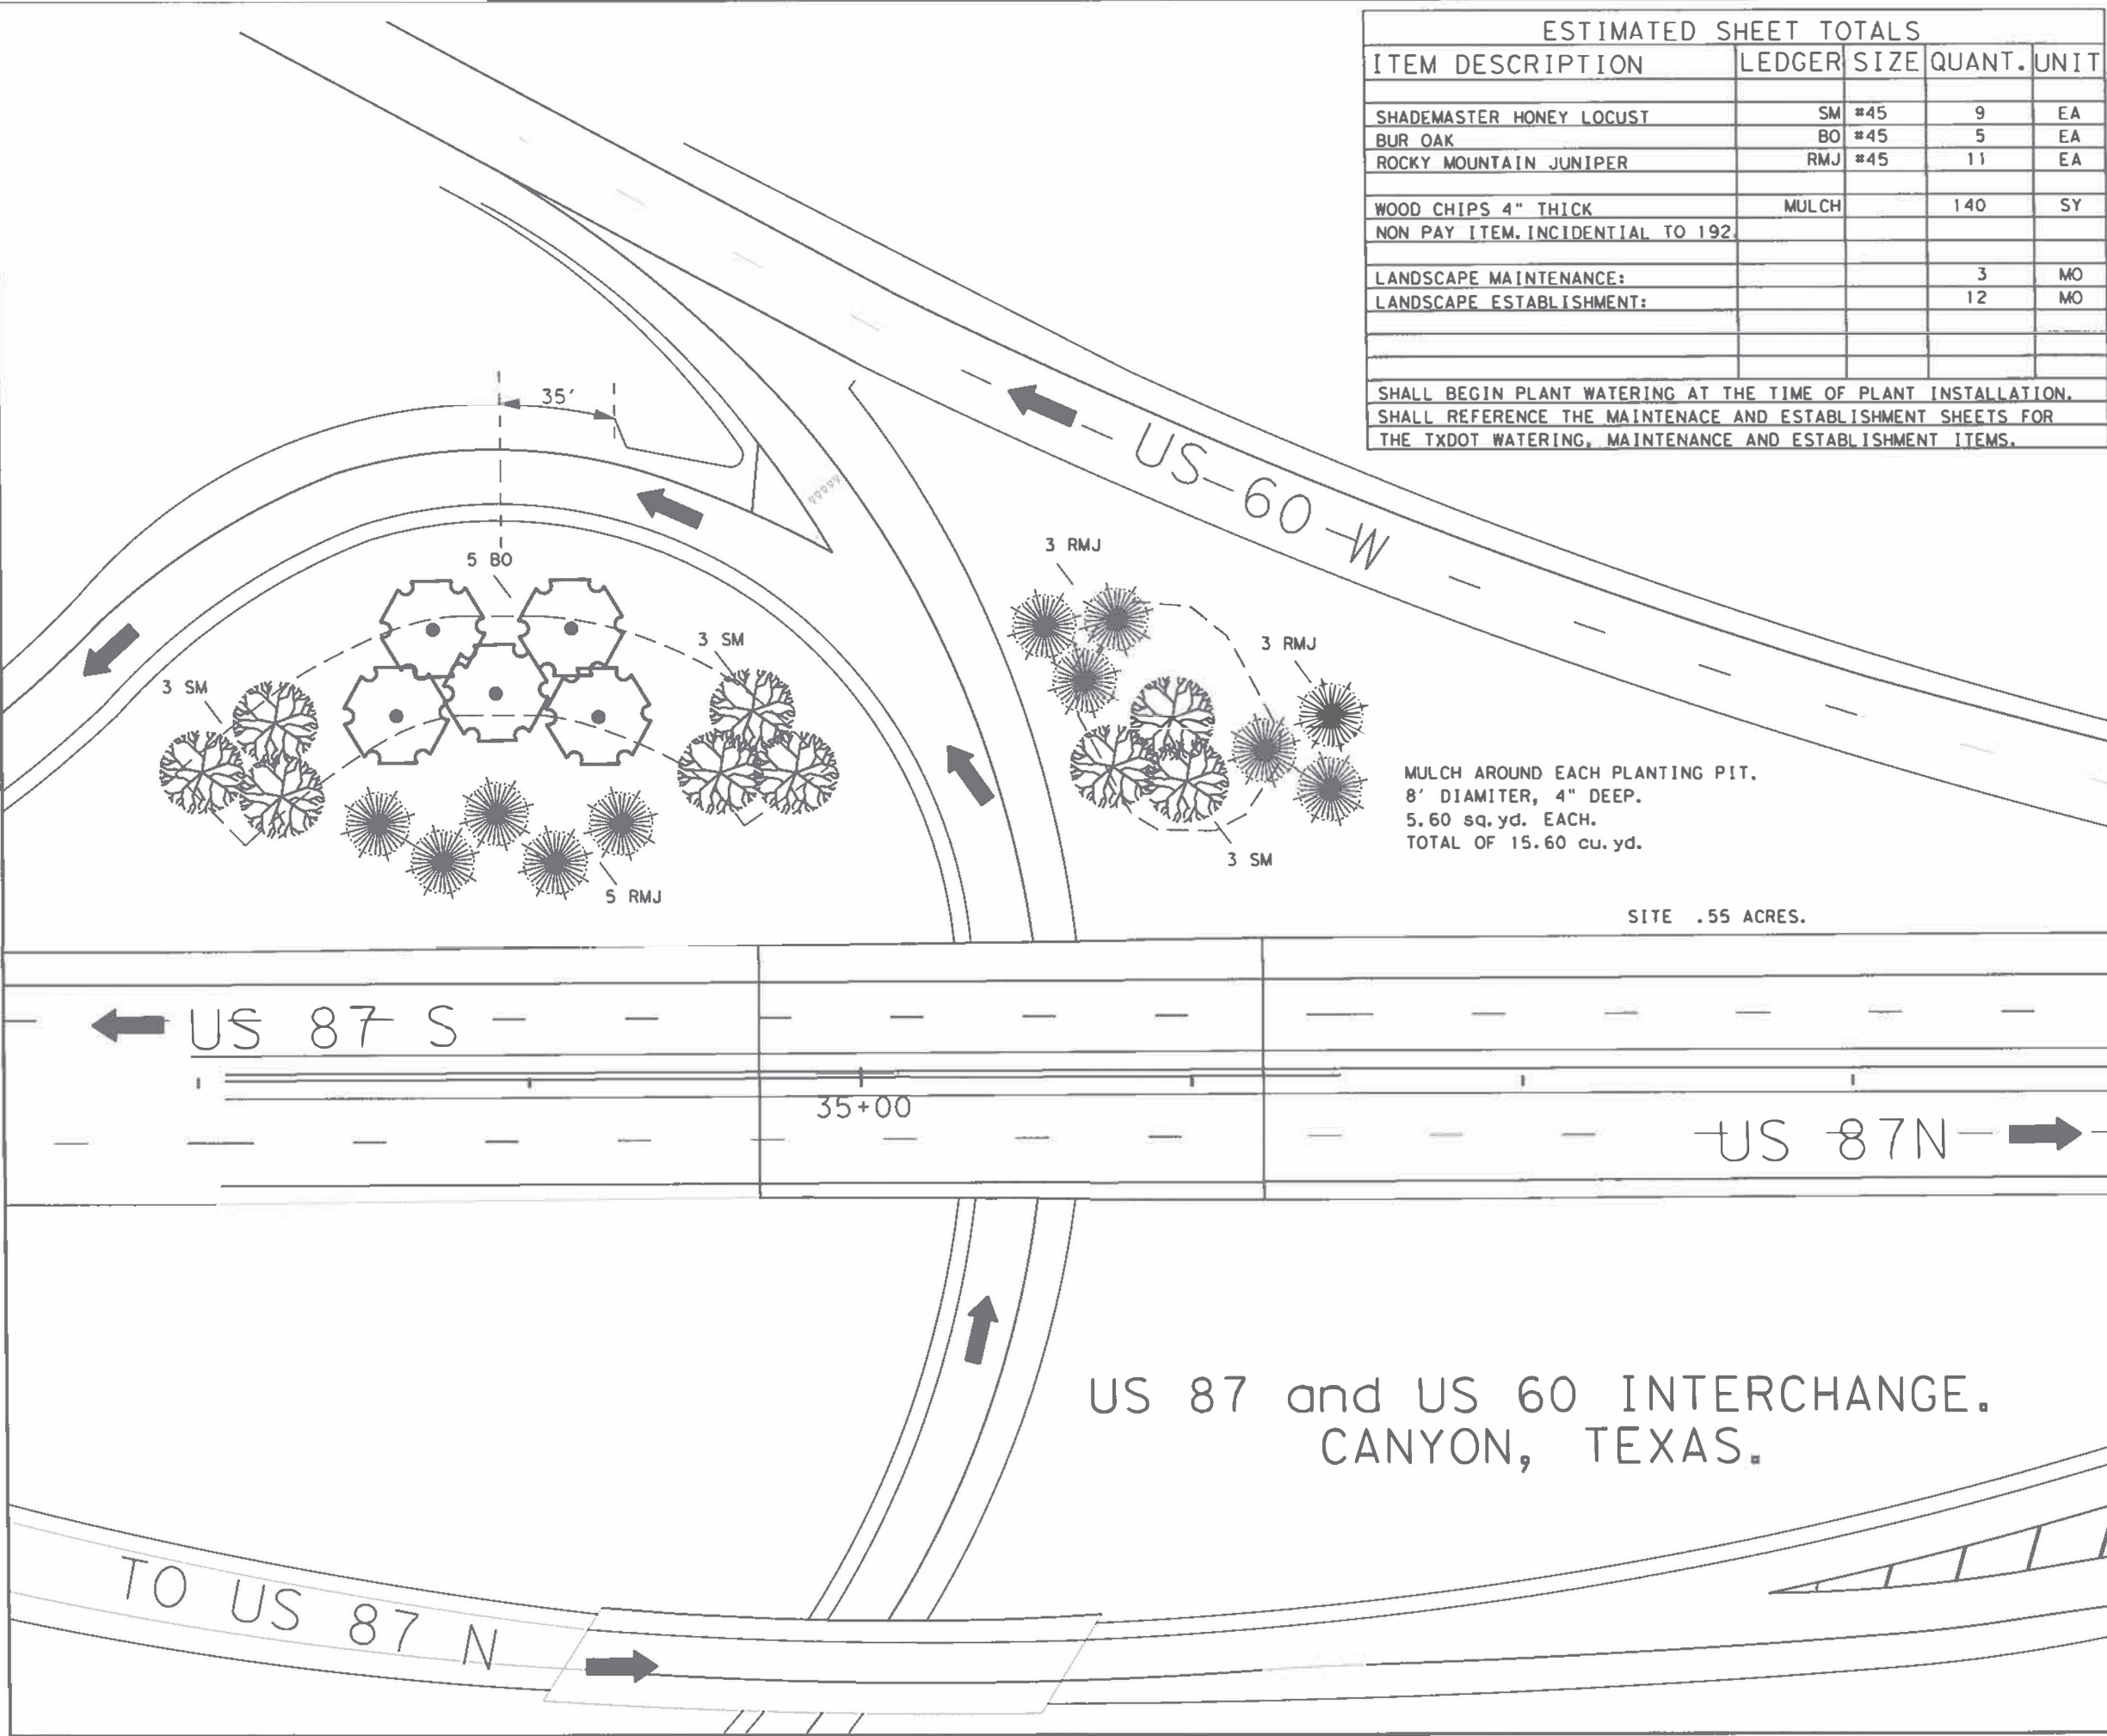 ESTIMATED SHEET TOTALS
ITEM DESCRIPTION LEDGER SIZE QUANT. UNIT
SHADEMASTER HONEY LOCUST SM #45 9 EA
BUR OAK BO #45 5 EA
ROCKY MOUNTAIN JUNIPER RMJ #45 11 EA
WOOD CHIPS 4" THICK MULCH 140 SY
NON PAY ITEM. INCIDENTIAL TO 192
LANDSCAPE MAINTENANCE: 3 MO
LANDSCAPE ESTABLISHMENT: 12 MO
SHALL BEGIN PLANT WATERING AT THE TIME OF PLANT INSTALLATION.
SHALL REFERENCE THE MAINTENACE AND ESTABLISHMENT SHEETS FOR
THE TXDOT WATERING, MAINTENANCE AND ESTABLISHMENT ITEMS.
35'
US 60 W
5 BO
3 RMJ
3 SM
3 RMJ
3 SM
MULCH AROUND EACH PLANTING PIT.
8' DIAMITER, 4" DEEP.
5.60 sq. yd. EACH.
TOTAL OF 15.60 cu. yd.
3 SM
5 RMJ
SITE .55 ACRES.
US 87 S
35+00
US 87N
US 87 and US 60 INTERCHANGE.
CANYON, TEXAS.
TO US 87 N